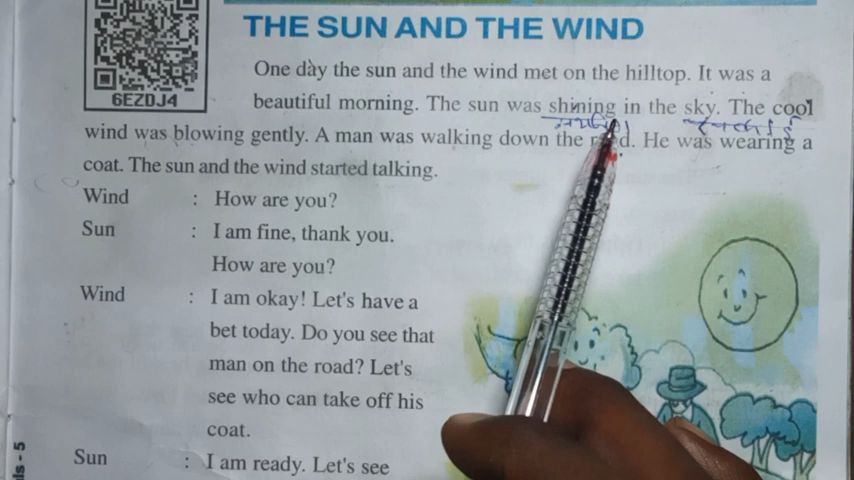 THE SUN AND THE WIND
6EZDJ4
One day the sun and the wind met on the hilltop. It was a
beautiful morning. The sun was shining in the sky. The cool
wind was blowing gently. A man was walking down the road. He was wearing a
coat. The sun and the wind started talking.
Wind : How are you?
Sun : I am fine, thank you.
How are you?
Wind : I am okay! Let's have a
bet today. Do you see that
man on the road? Let's
see who can take off his
coat.
Sun : I am ready. Let's see